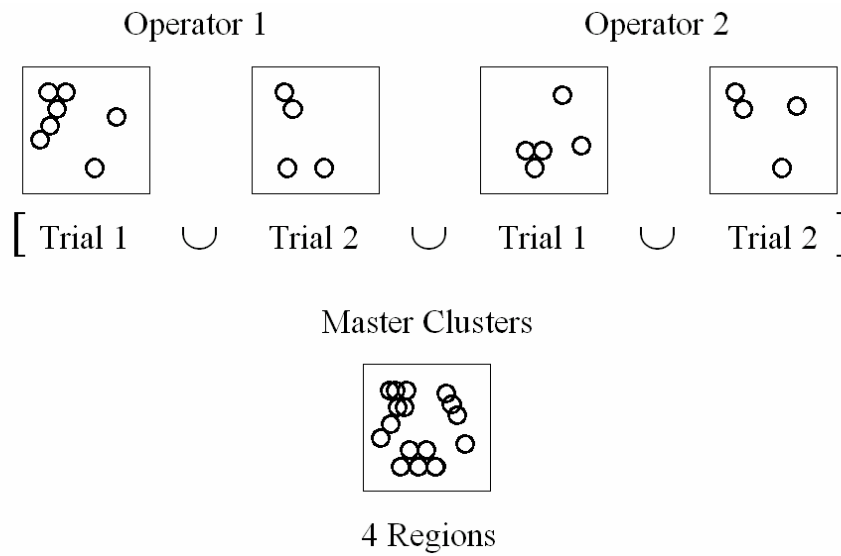 Operator 1 Operator 2
[ Trial 1 ∪ Trial 2 ∪ Trial 1 ∪ Trial 2 ]
Master Clusters
4 Regions